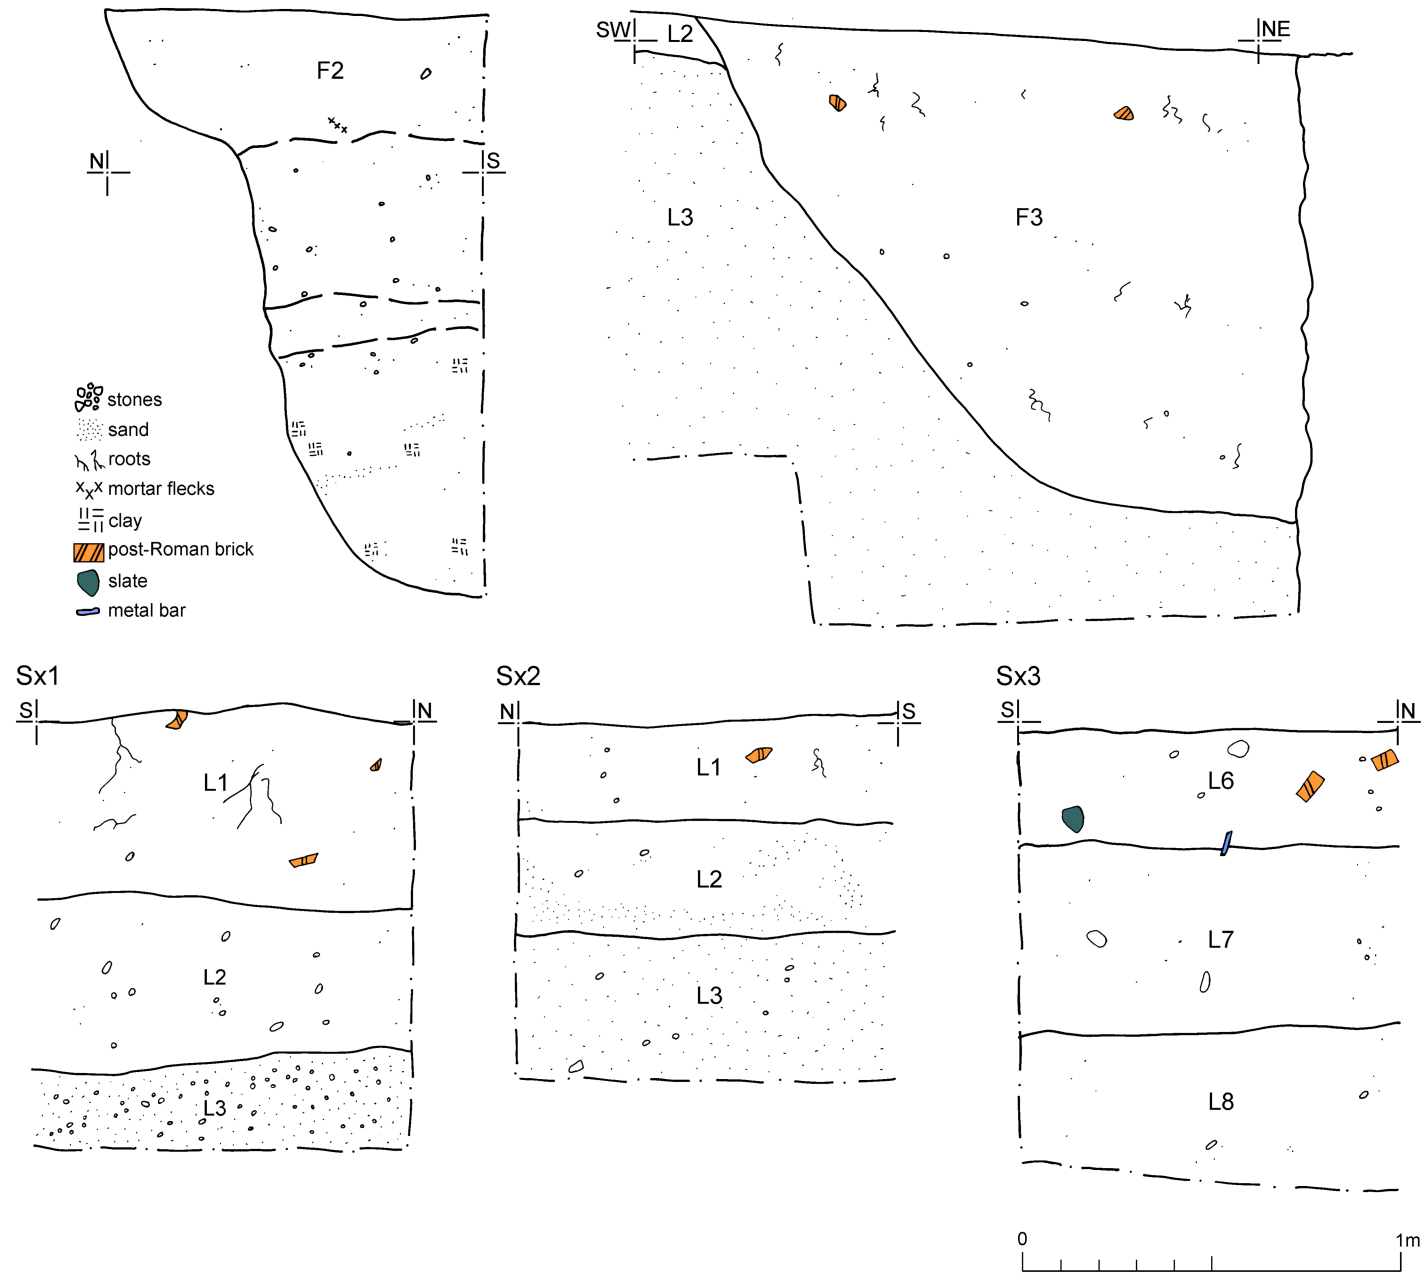 F2
N
S
SW
L2
NE
L3
F3
stones
sand
roots
mortar flecks
clay
post-Roman brick
slate
metal bar
Sx1
S
N
L1
L2
L3
Sx2
N
S
L1
L2
L3
Sx3
S
N
L6
L7
L8
0
1m